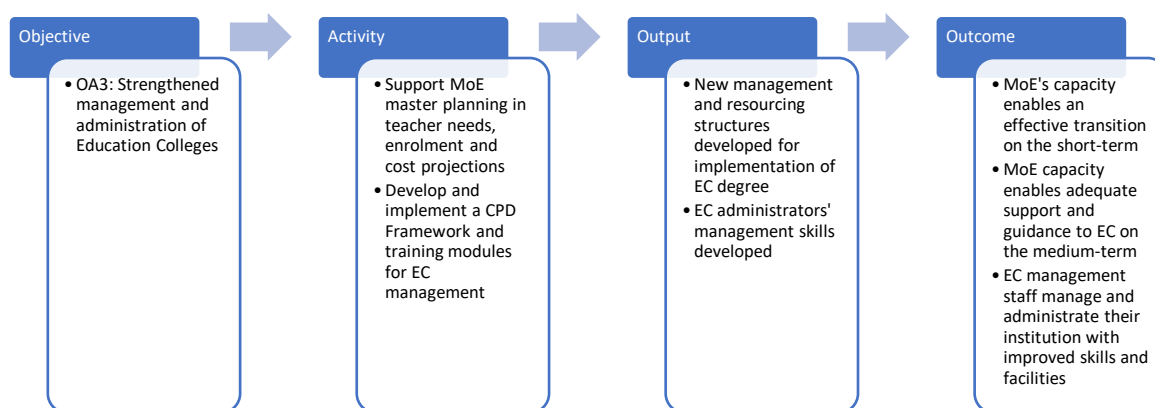 Objective
• OA3: Strengthened
management and
administration of
Education Colleges
Activity
• Support MoE
master planning in
teacher needs,
enrolment and
cost projections
• Develop and
implement a CPD
Framework and
training modules
for EC
management
Output
• New management
and resourcing
structures
developed for
implementation of
EC degree
• EC administrators'
management skills
developed
Outcome
• MoE's capacity
enables an
effective transition
on the short-term
• MoE capacity
enables adequate
support and
guidance to EC on
the medium-term
• EC management
staff manage and
administrate their
institution with
improved skills and
facilities